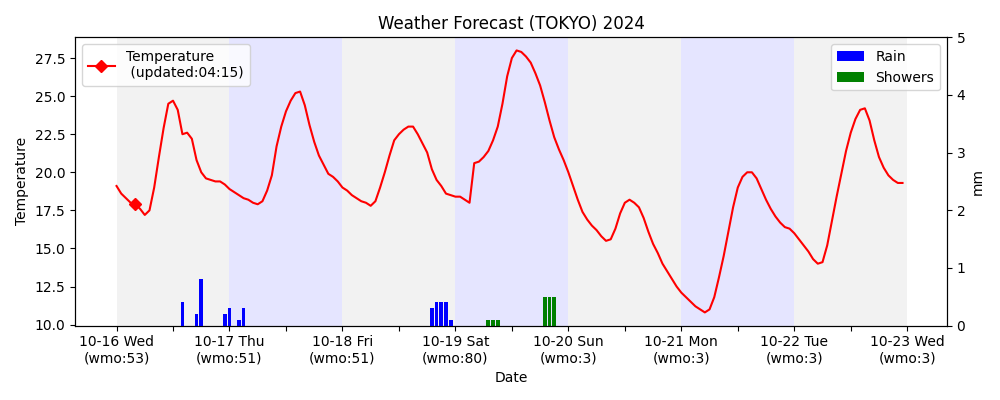 Weather Forecast (TOKYO) 2024
Temperature
(updated:04:15)
Rain
Showers
27.5
25.0
22.5
20.0
17.5
15.0
12.5
10.0
Temperature
5
4
3
2
1
0
mm
10-16 Wed
(wmo:53)
10-17 Thu
(wmo:51)
10-18 Fri
(wmo:51)
10-19 Sat
(wmo:80)
10-20 Sun
(wmo:3)
10-21 Mon
(wmo:3)
10-22 Tue
(wmo:3)
10-23 Wed
(wmo:3)
Date